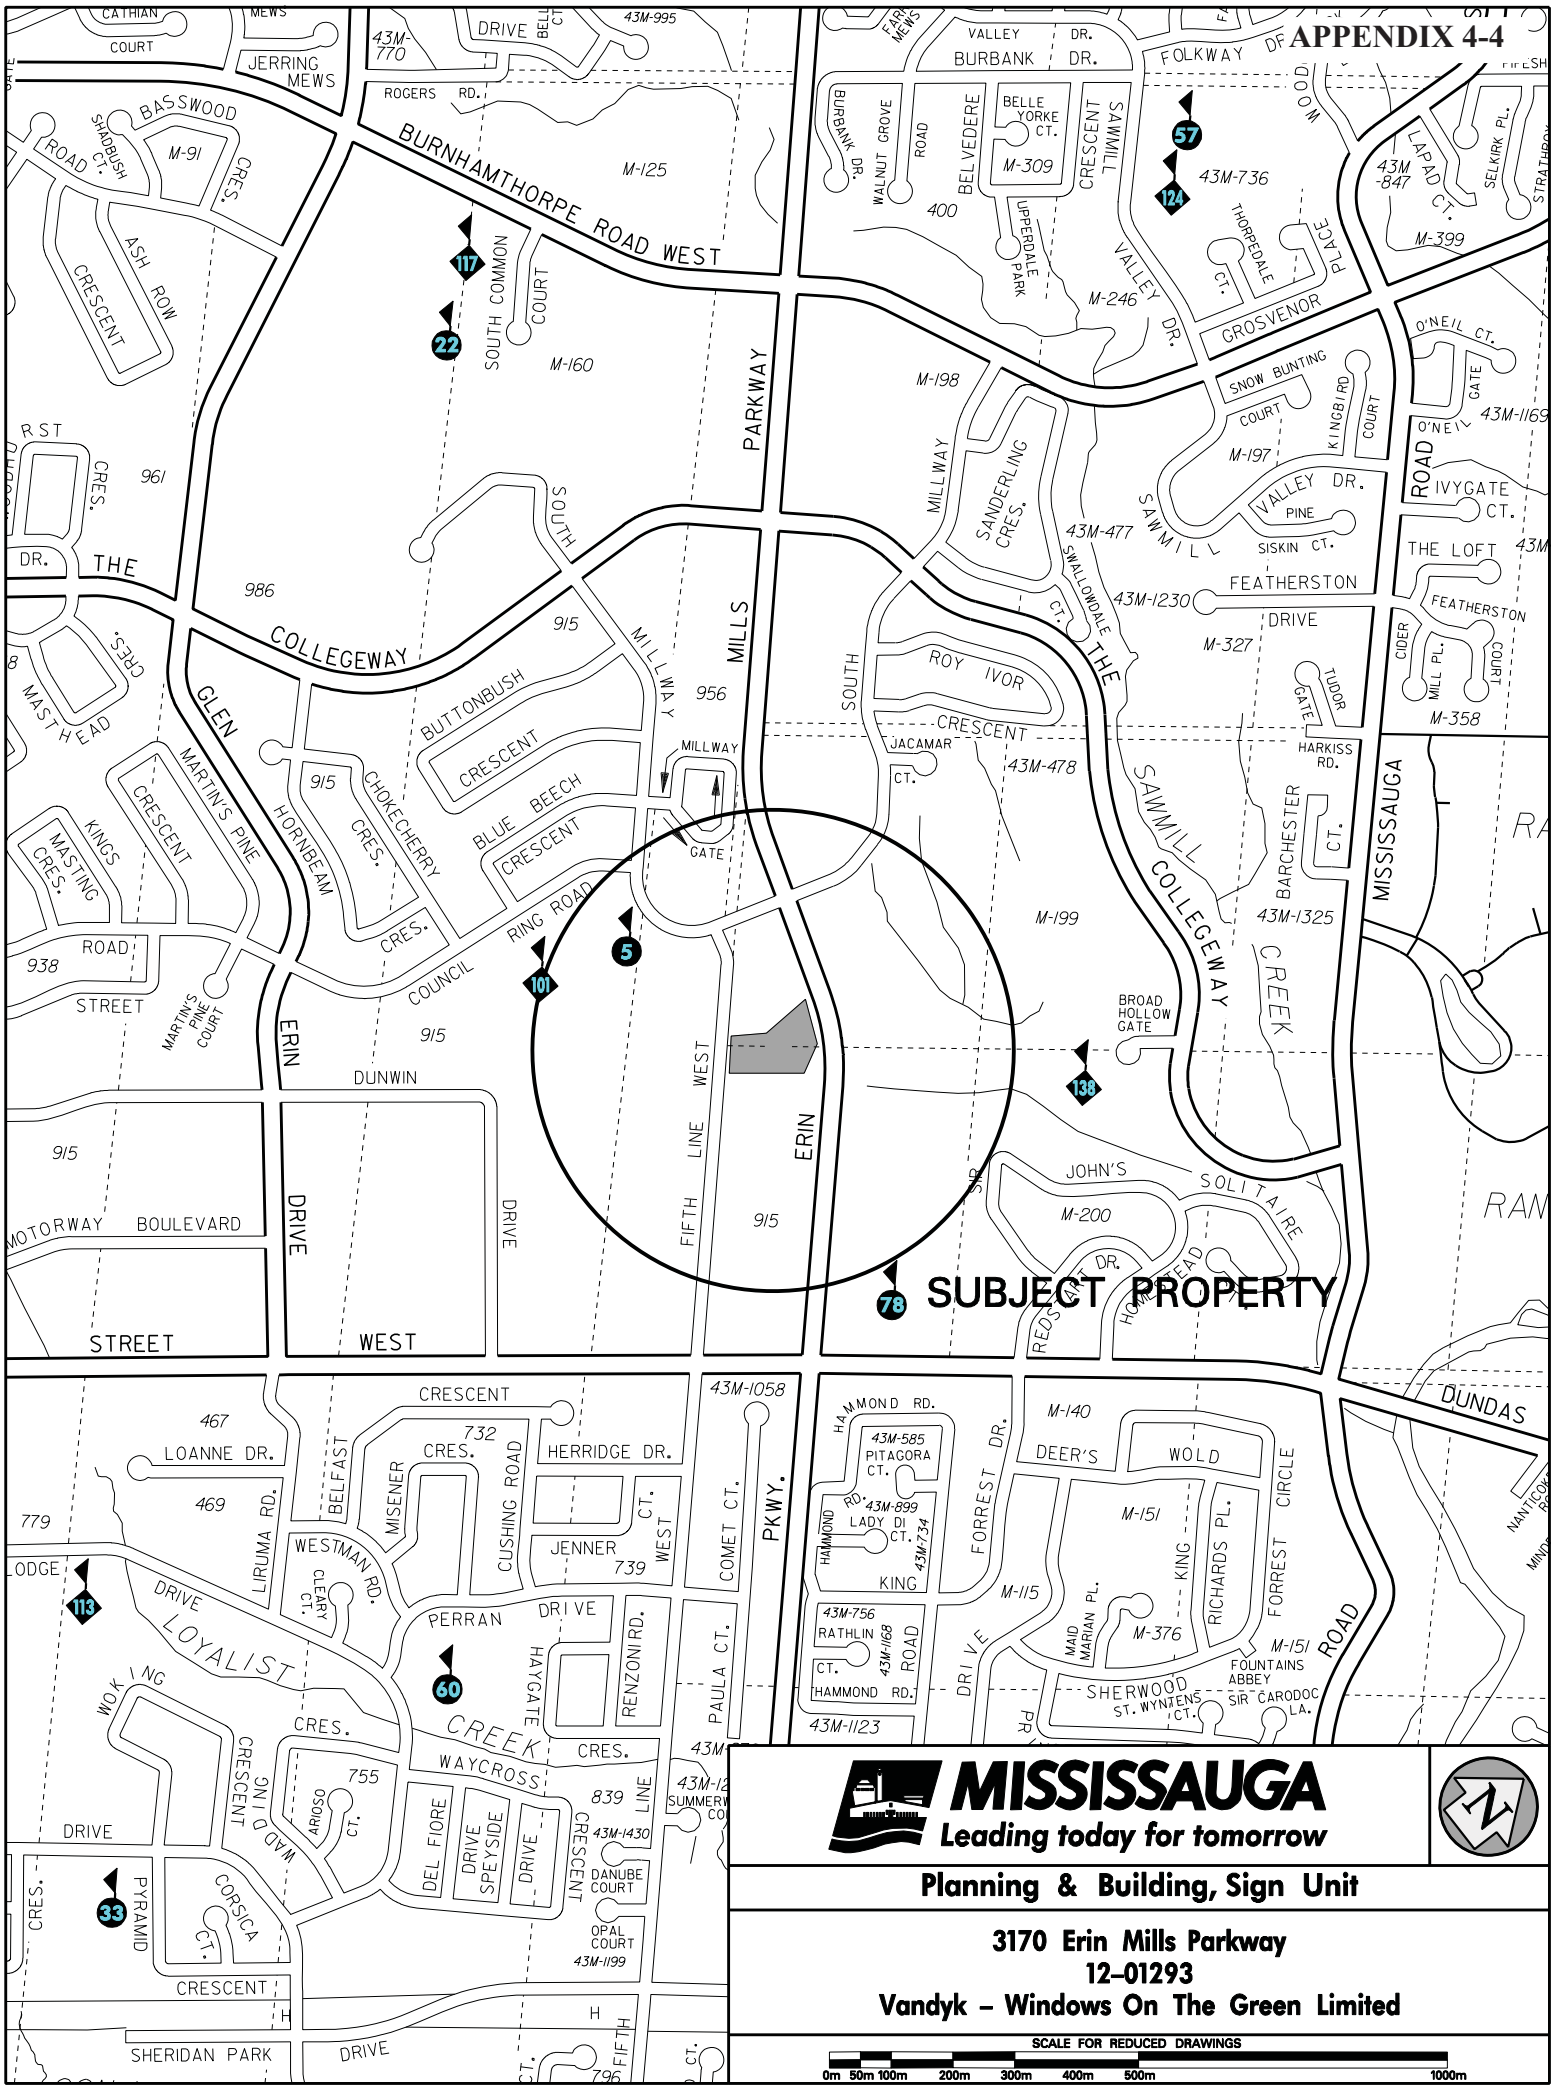 APPENDIX 4-4
CATHIAN
COURT
MEWS
JERRING
MEWS
43M-
770
DRIVE
43M-995
MEWS
VALLEY DR.
BURBANK DR.
FOLKWAY
ROGERS RD.
BASSWOOD
CRES.
SHADBUSH
CT.
ROAD
M-91
BURNHAMTHORPE ROAD WEST
M-125
BURBANK DR.
WALNUT GROVE
ROAD
BELVEDERE
BELLE
YORKE
CT.
M-309
CRESCENT
SAWMILL
VALLEY
DR.
57
124
43M-736
43M
-847
LAPAD CT.
SELKIRK PL.
M-399
400
UPPERDALE
PARK
THORPEDALE
CT.
PLACE
M-246
GROSVENOR
ASH ROW
CRESCENT
117
22
SOUTH COMMON
COURT
M-160
PARKWAY
M-198
SNOW BUNTING
COURT
KINGBIRD
COURT
O'NEIL CT.
GATE
O'NEIL
43M-1169
ROAD
RST
CRES.
961
SOUTH
MILLWAY
SANDERLING
CRES.
M-197
VALLEY DR.
PINE
SISKIN CT.
SAWMILL
IVYGATE
CT.
43M-477
THE LOFT
DR.
THE
986
COLLEGEWAY
915
MILLWAY
MILLS
SWALLOWDALE
CT.
43M-1230
FEATHERSTON
DRIVE
M-327
FEATHERSTON
COURT
CIDER
MILL PL.
M-358
CRES.
MASTHEAD
GLEN
BUTTONBUSH
CRESCENT
956
SOUTH
ROY IVOR
CRESCENT
THE
TUDOR
GATE
HARKISS
RD.
MILLWAY
JACAMAR
CT.
43M-478
MARTIN'S PINE
CRESCENT
915
CHOKECHERRY
CRES.
HORNBEAM
CRES.
BLUE BEECH
CRESCENT
GATE
SAWMILL
CREEK
BARCHESTER
CT.
MISSISSAUGA
KINGS
MASTING
CRES.
COLLEGEWAY
RING ROAD
COUNCIL
M-199
43M-1325
ROAD
938
STREET
MARTIN'S
PINE
COURT
ERIN
915
5
101
BROAD
HOLLOW
GATE
DUNWIN
DRIVE
FIFTH LINE WEST
ERIN
138
915
MOTORWAY BOULEVARD
DRIVE
915
SIR
JOHN'S
M-200
SOLITAIRE
REDSTART DR.
HOMESTEAD
78
SUBJECT PROPERTY
STREET WEST
DUNDAS
CRESCENT
43M-1058
HAMMOND RD.
M-140
467
LOANNE DR.
469
BELFAST
MISENER
CRES.
732
CUSHING ROAD
HERRIDGE DR.
COMET CT.
PKWY.
43M-585
PITAGORA
CT.
DEER'S WOLD
CIRCLE
779
LIRUMA RD.
WESTMAN RD.
CLEARY
CT.
JENNER
CT.
739
WEST
HAMMOND
RD.
43M-899
LADY DI
CT.
43M-734
FORREST DR.
M-151
KING
RICHARDS PL.
FORREST
LODGE
DRIVE
113
LOYALIST
CREEK
PERRAN DRIVE
KING
M-115
43M-756
RATHLIN
CT.
43M-1168
ROAD
HAMMOND RD.
DRIVE
MAID
MARIAN PL.
M-376
M-151
FOUNTAINS
ABBEY
SIR CARODOC
LA.
SHERWOOD
ST. WYNTENS
CT.
ROAD
WOKING
CRESCENT
60
HAYGATE
RENZONI RD.
PAULA CT.
CRES.
43M-1123
CRES.
755
WADDING
ARIOSO
CT.
WAYCROSS
CRESCENT
839
LINE
43M-1430
DANUBE
COURT
DEL FIORE
DRIVE
SPEYSIDE
DRIVE
DRIVE
33
CRES.
PYRAMID
CORSICA
CT.
CRESCENT
OPAL
COURT
43M-1199
H
H
SHERIDAN PARK DRIVE
CT.
796
FIFTH
CT.
MISSISSAUGA
Leading today for tomorrow
N
Planning & Building, Sign Unit
3170 Erin Mills Parkway
12–01293
Vandyk – Windows On The Green Limited
SCALE FOR REDUCED DRAWINGS
0m 50m 100m 200m 300m 400m 500m 1000m